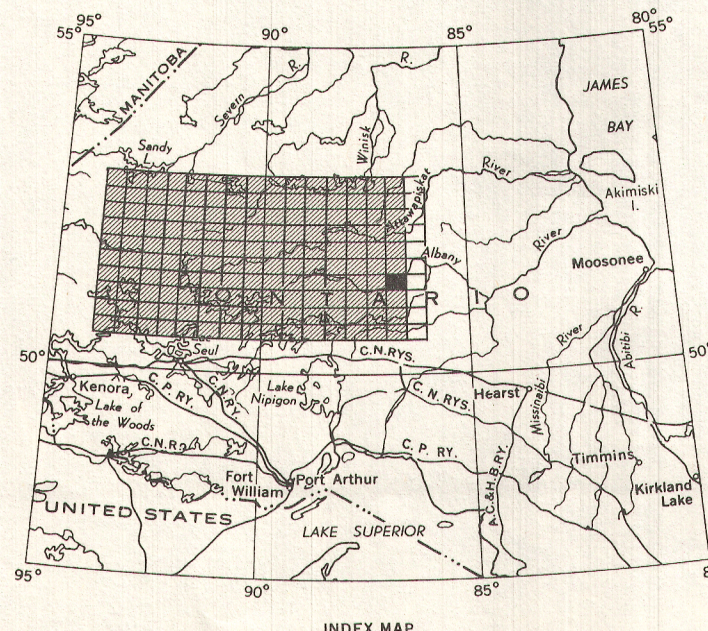 95°
90°
85°
80°
55°
55°
MANITOBA
Severn
R.
R.
JAMES
BAY
Sandy
L.
Winisk
Attawapiskat
River
Akimiski
I.
Albany
River
Moosonee
ONTARIO
Seul
C.N.RYS.
River
Abitibi
R.
50°
50°
Kenora
C.P.RY.
C.N.RY.
Lake
Nipigon
C.N.RYS.
Hearst
Missinaibi
Lake of
the Woods
C.N.R.
C.P.RY.
A.C.&H.B.RY.
Timmins
Fort
William
Port Arthur
Kirkland
Lake
UNITED STATES
LAKE SUPERIOR
95°
90°
85°
INDEX MAP